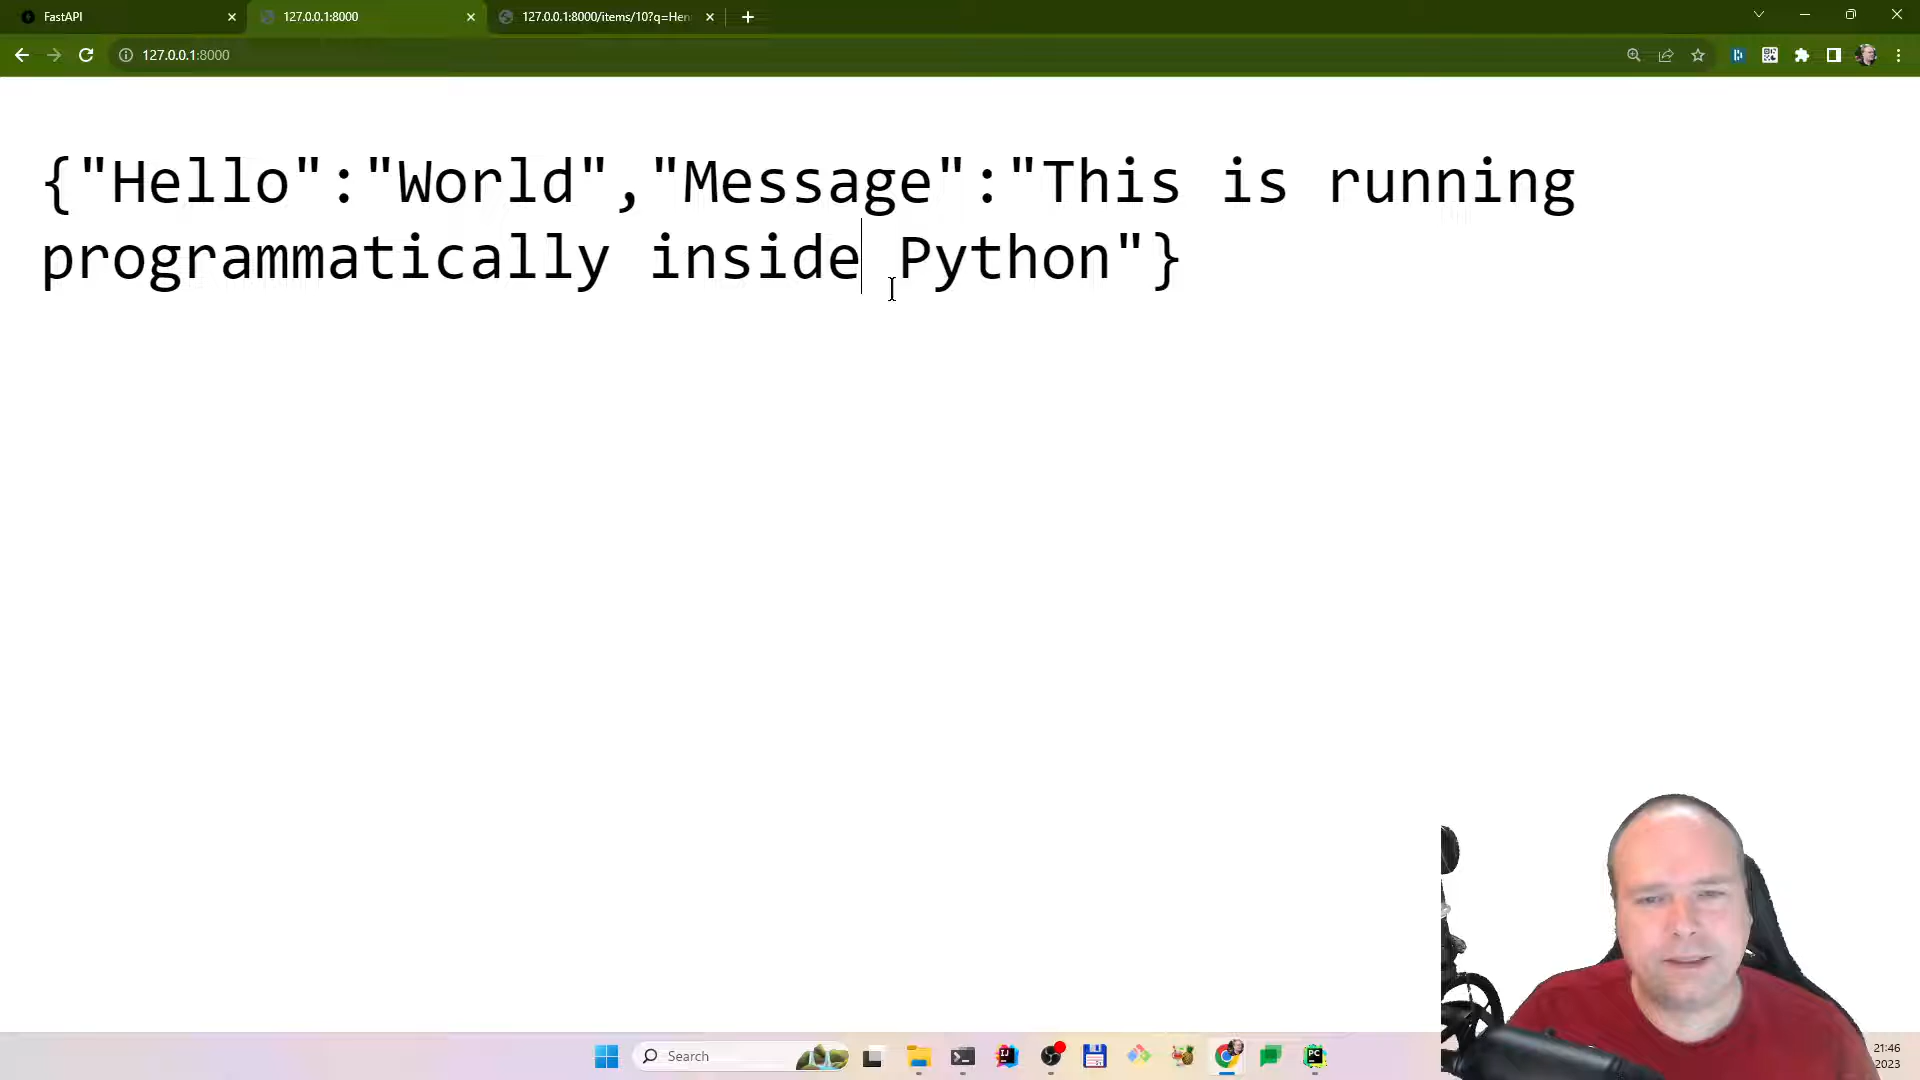 FastAPI
127.0.0.1:8000
127.0.0.1:8000/items/10?q=Hen
127.0.0.1:8000
{"Hello":"World","Message":"This is running
programmatically inside Python"}
Search
21:46
2023